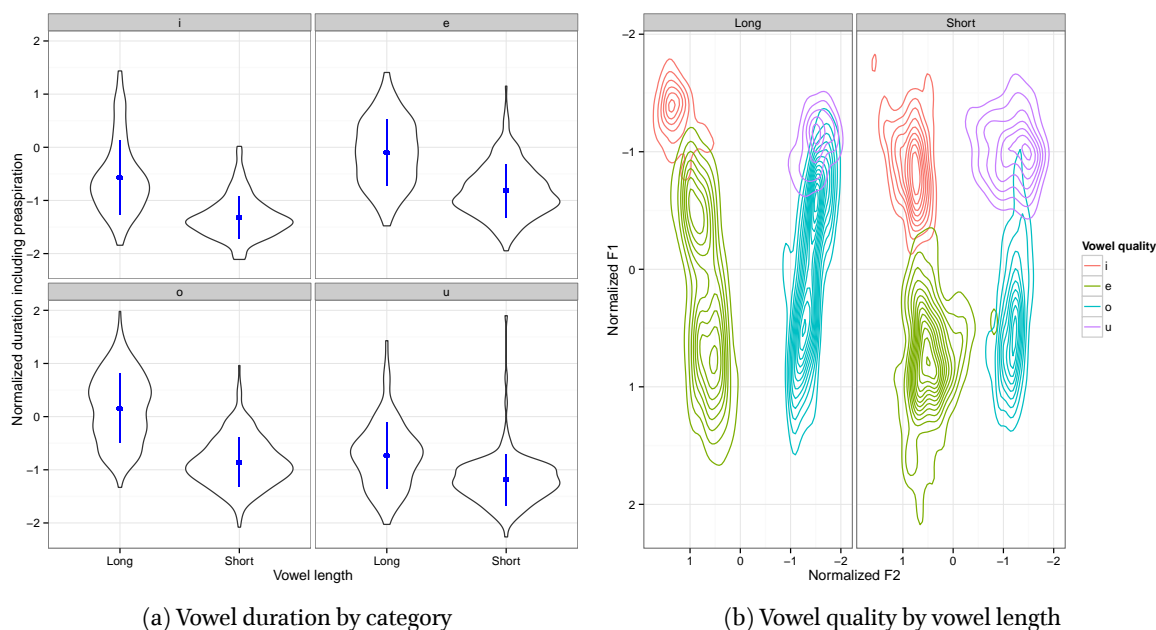 i
e
2
1
0
−1
−2
o
u
2
1
0
−1
−2
Normalized duration including preaspiration
Long
Short
Long
Short
Vowel length
(a) Vowel duration by category
Long
Short
−2
−1
0
1
2
Normalized F1
1
0
−1
−2
1
0
−1
−2
Normalized F2
Vowel quality
i
e
o
u
(b) Vowel quality by vowel length